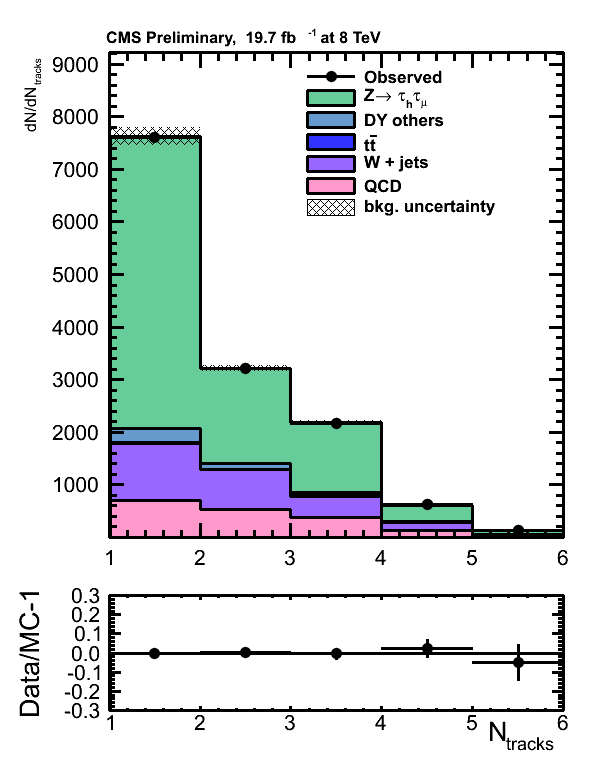 CMS Preliminary, 19.7 fb ⁻¹ at 8 TeV
dN/dN_tracks
9000
8000
7000
6000
5000
4000
3000
2000
1000
Observed
Z→ τ_h τ_μ
DY others
tt̄
W + jets
QCD
bkg. uncertainty
1 2 3 4 5 6
Data/MC-1
0.3
0.2
0.1
0.0
-0.1
-0.2
-0.3
1 2 3 4 5 6
N_tracks